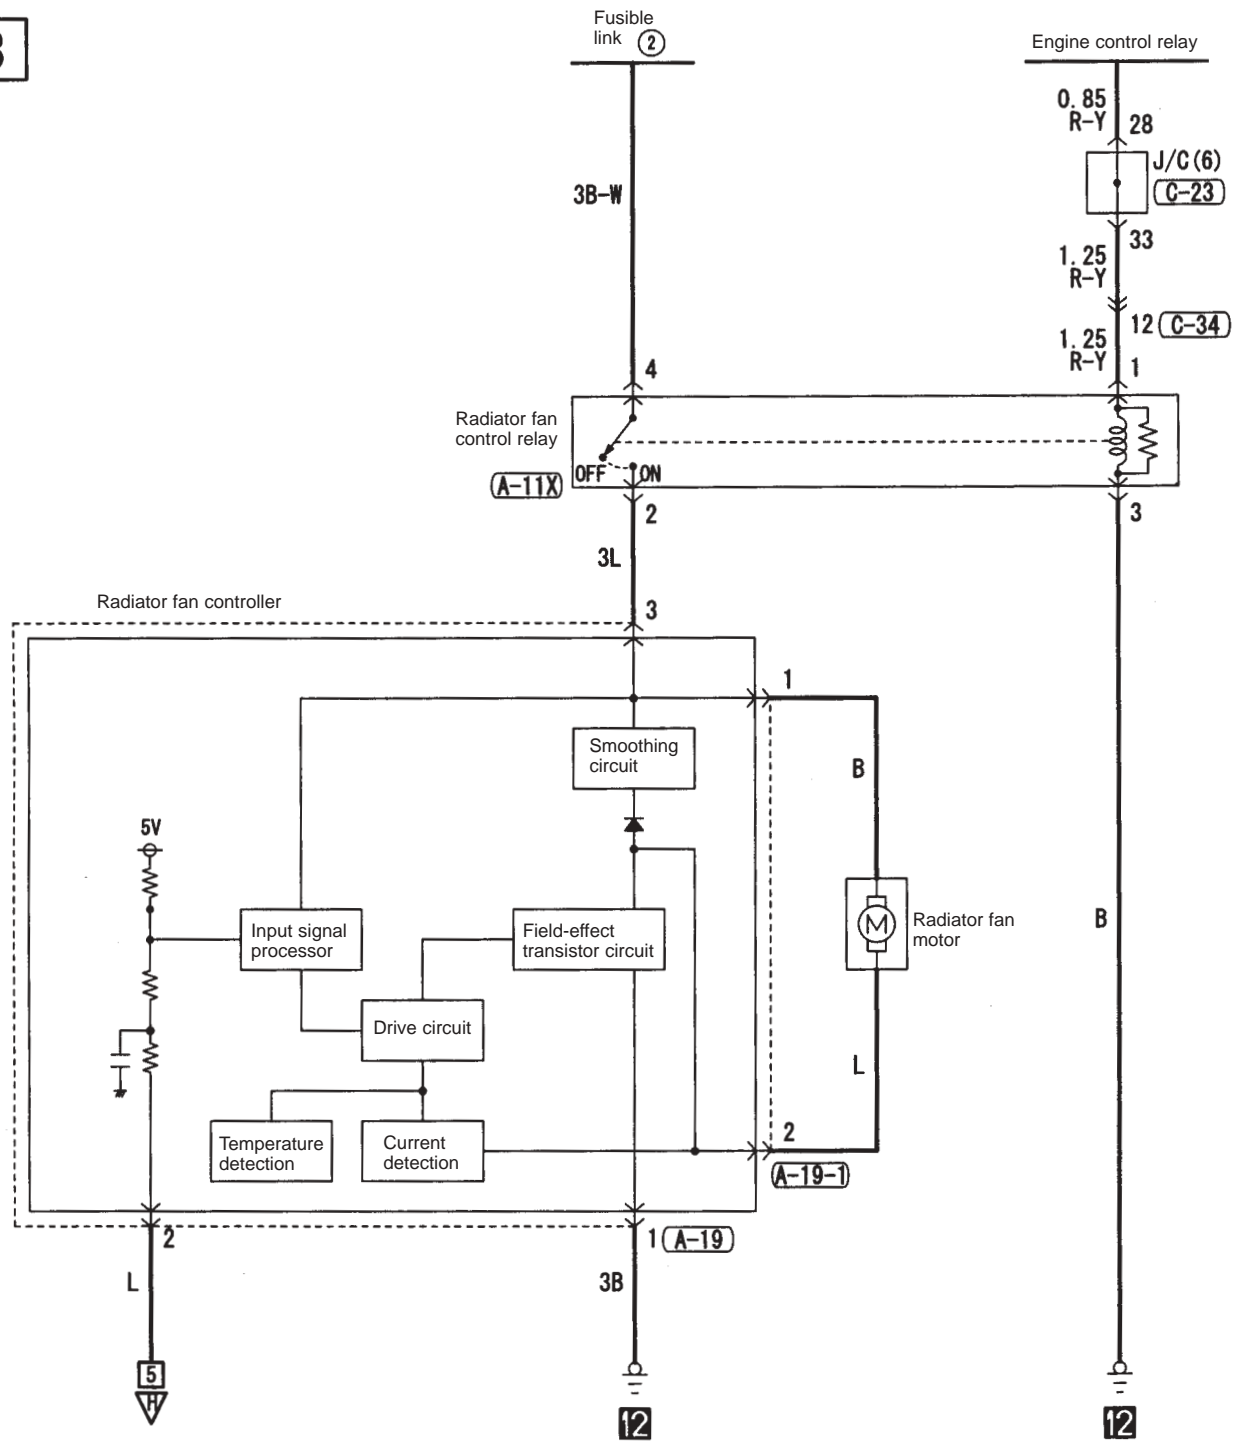 Fusible
link ②
Engine control relay
0.85
R-Y
28
J/C(6)
C-23
3B-W
33
1.25
R-Y
12 C-34
1.25
R-Y
4
1
Radiator fan
control relay
OFF
ON
A-11X
2
3
3L
Radiator fan controller
3
1
Smoothing
circuit
B
5V
Input signal
processor
Field-effect
transistor circuit
M
Radiator fan
motor
B
Drive circuit
L
Temperature
detection
Current
detection
2
A-19-1
2
1 A-19
L
3B
5
H
12
12